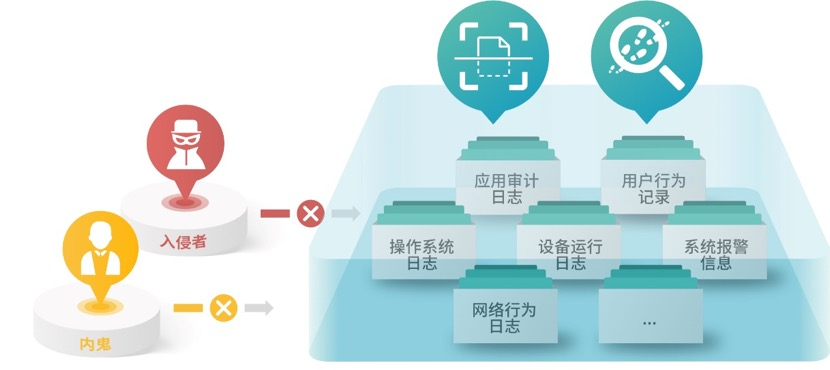 应用审计
日志
用户行为
记录
入侵者
操作系统
日志
设备运行
日志
系统报警
信息
网络行为
日志
...
内鬼